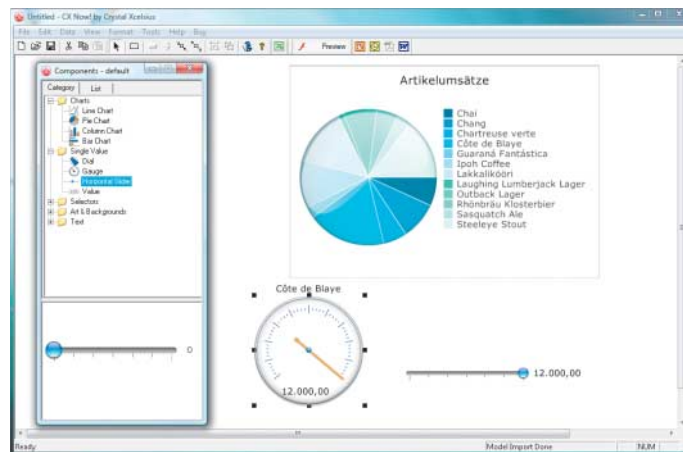 Untitled - CX Now! by Crystal Xcelsius
File Edit Data View Format Tools Help Buy
Preview
Components - default
Category List
Charts
Line Chart
Pie Chart
Column Chart
Bar Chart
Single Value
Dial
Gauge
Horizontal Slider
Value
Selectors
Art & Backgrounds
Text
0
Artikelumsätze
Chai
Chang
Chartreuse verte
Côte de Blaye
Guaraná Fantástica
Ipoh Coffee
Lakkalikööri
Laughing Lumberjack Lager
Outback Lager
Rhönbräu Klosterbier
Sasquatch Ale
Steeleye Stout
Côte de Blaye
12.000,00
12.000,00
Ready
Model Import Done
NUM